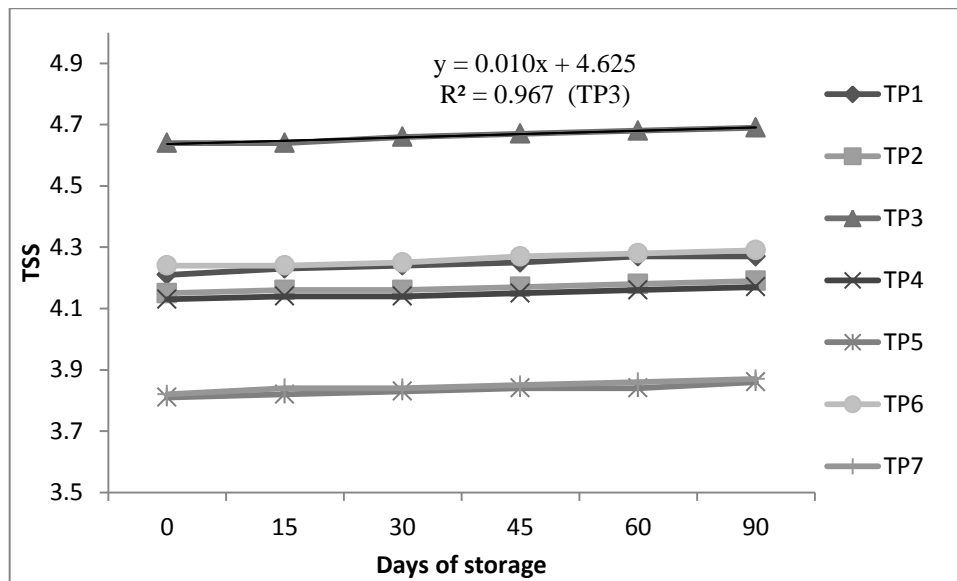 y = 0.010x + 4.625
R² = 0.967 (TP3)
4.9
4.7
4.5
4.3
4.1
3.9
3.7
3.5
TSS
0 15 30 45 60 90
Days of storage
TP1
TP2
TP3
TP4
TP5
TP6
TP7